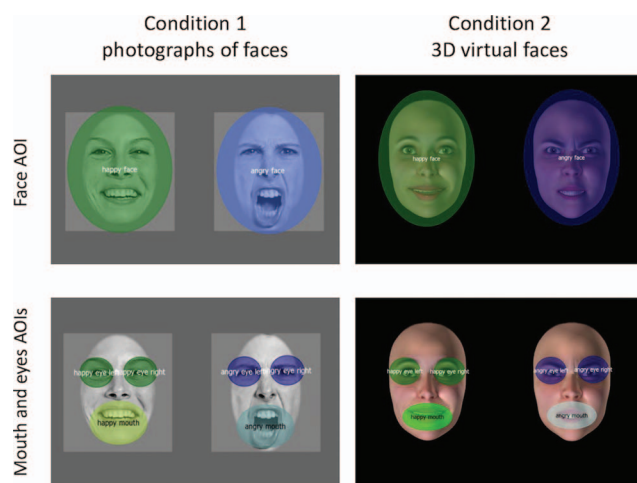 Condition 1
photographs of faces
Condition 2
3D virtual faces
Face AOI
happy face
angry face
happy face
angry face
Mouth and eyes AOIs
happy eye left
happy eye right
angry eye left
angry eye right
happy eye left
happy eye right
angry eye left
angry eye right
happy mouth
angry mouth
happy mouth
angry mouth